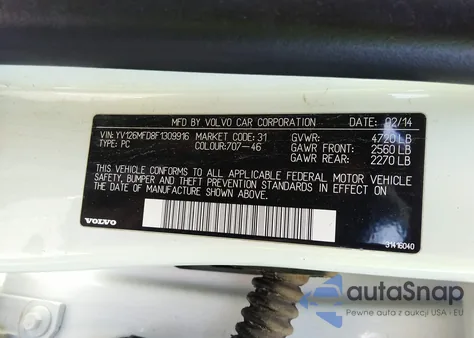 MFD BY VOLVO CAR CORPORATION DATE: 02/14
VIN: YV126MFD8F1309916 MARKET CODE: 31 GVWR: 4720 LB
TYPE: PC COLOUR:707-46 GAWR FRONT: 2560 LB
GAWR REAR: 2270 LB
THIS VEHICLE CONFORMS TO ALL APPLICABLE FEDERAL MOTOR VEHICLE
SAFETY, BUMPER AND THEFT PREVENTION STANDARDS IN EFFECT ON THE
DATE OF MANUFACTURE SHOWN ABOVE.
VOLVO
31416040
autoSnap
Pewne auta z USA i EU